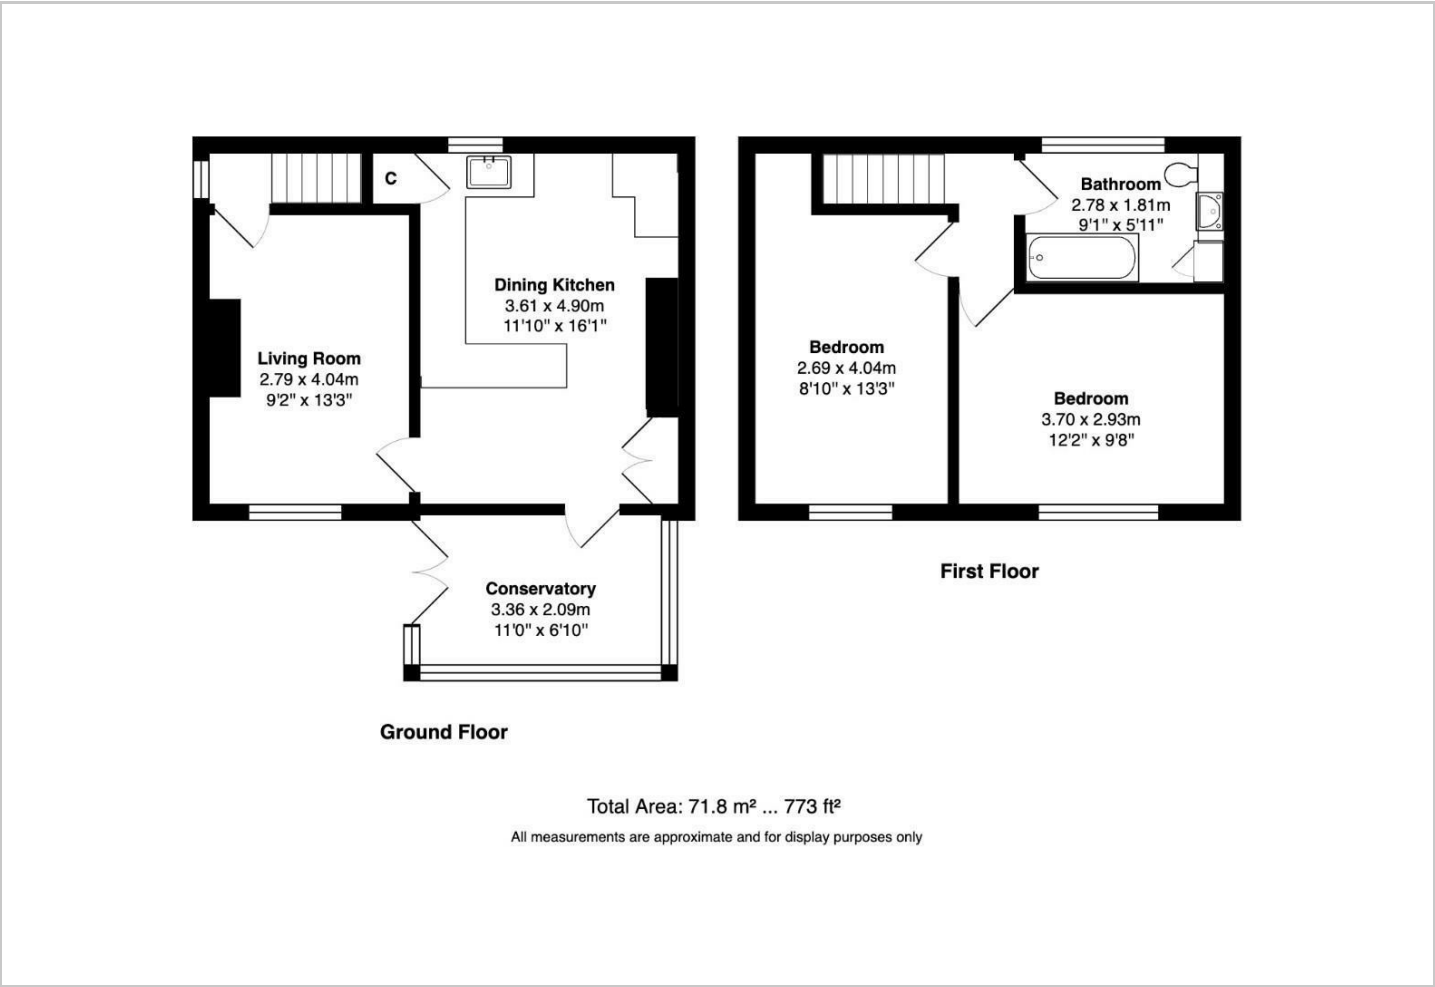 C
Dining Kitchen
3.61 x 4.90m
11'10" x 16'1"
Living Room
2.79 x 4.04m
9'2" x 13'3"
Conservatory
3.36 x 2.09m
11'0" x 6'10"
Ground Floor
Bathroom
2.78 x 1.81m
9'1" x 5'11"
Bedroom
2.69 x 4.04m
8'10" x 13'3"
Bedroom
3.70 x 2.93m
12'2" x 9'8"
First Floor
Total Area: 71.8 m² ... 773 ft²
All measurements are approximate and for display purposes only